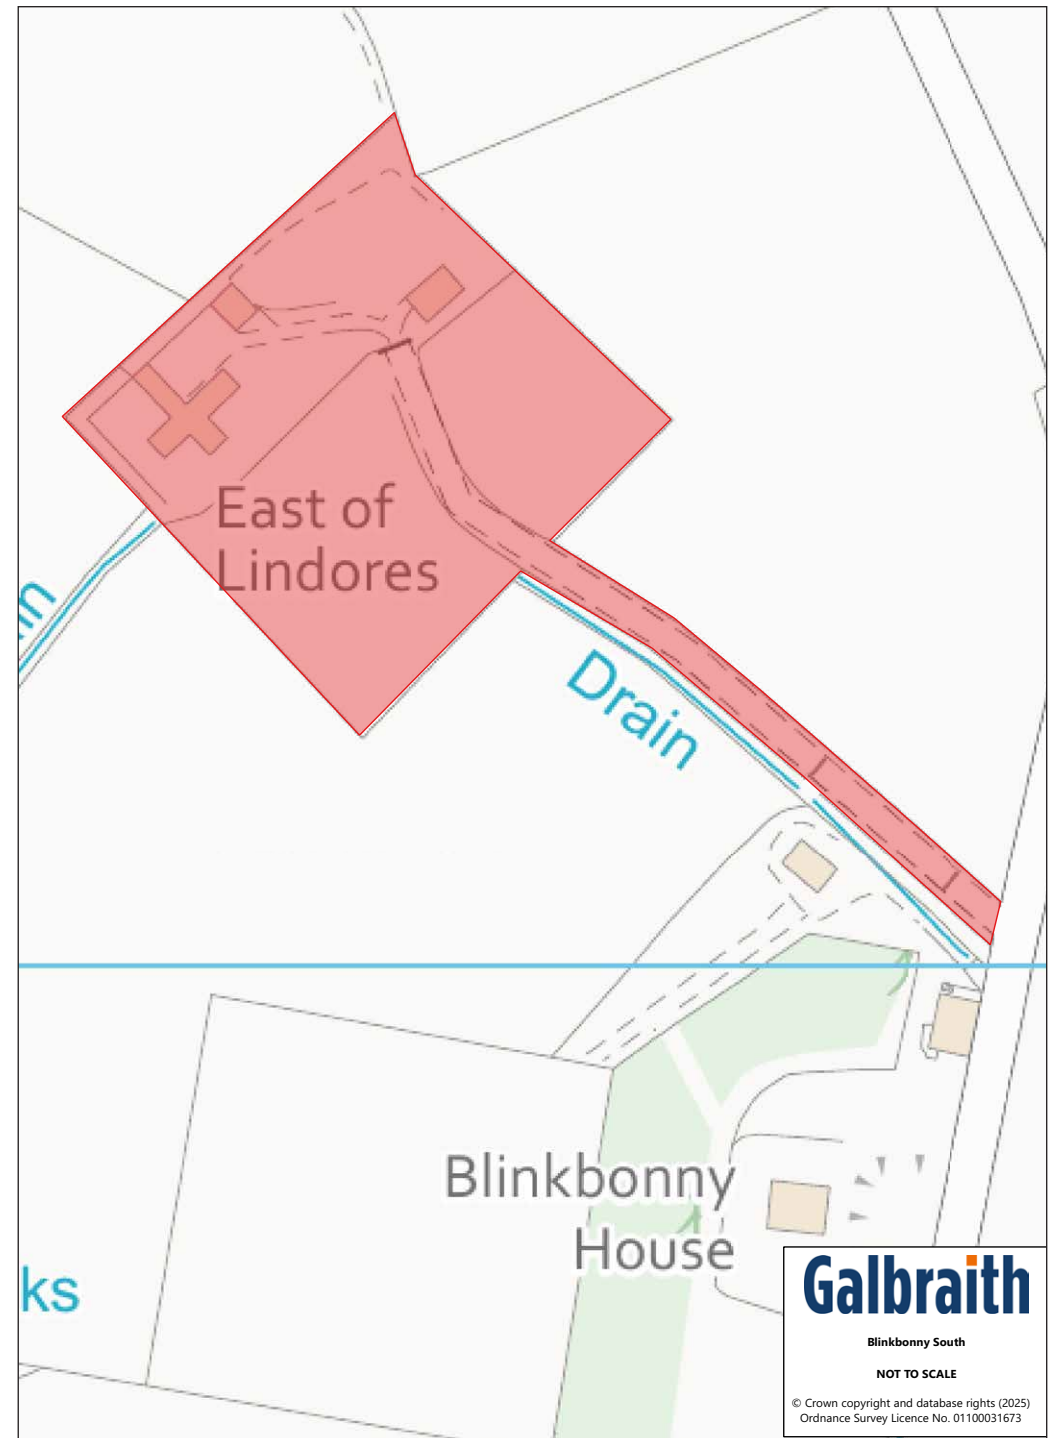 East of
Lindores
in
Drain
Blinkbonny
House
ks
Galbraith
Blinkbonny South
NOT TO SCALE
© Crown copyright and database rights (2025)
Ordnance Survey Licence No. 01100031673